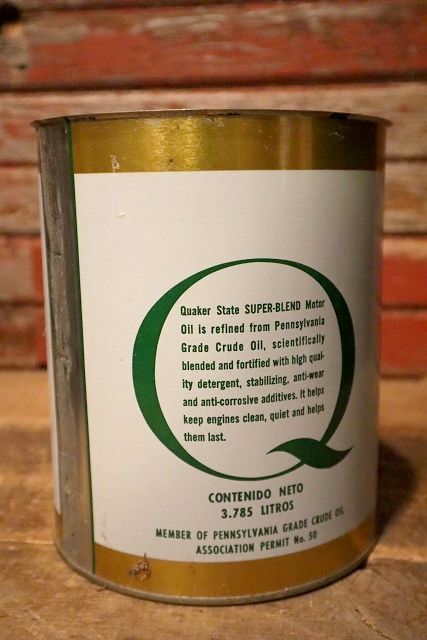 Quaker State SUPER-BLEND Motor
Oil is refined from Pennsylvania
Grade Crude Oil, scientifically
blended and fortified with high qual-
ity detergent, stabilizing, anti-wear
and anti-corrosive additives. It helps
keep engines clean, quiet and helps
them last.
CONTENIDO NETO
3.785 LITROS
MEMBER OF PENNSYLVANIA GRADE CRUDE OIL
ASSOCIATION PERMIT No. 50